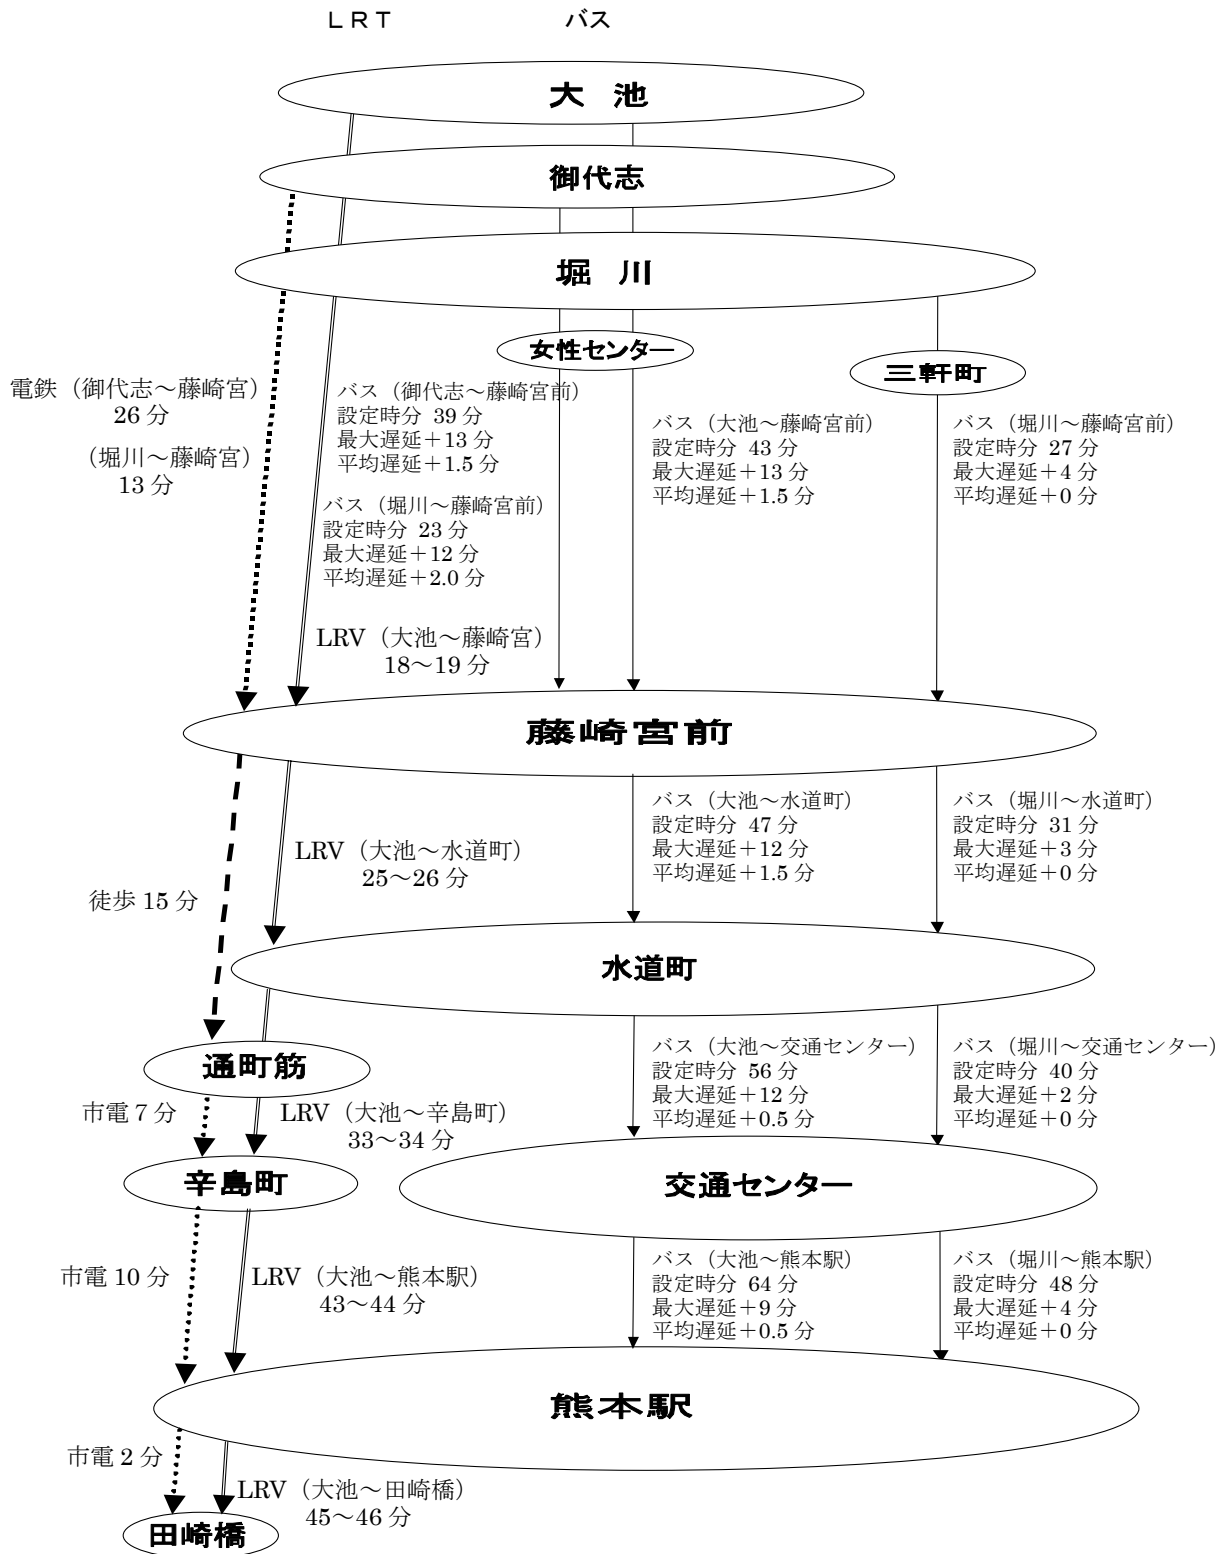 ＬＲＴ　バス
大 池
御代志
堀 川
女性センター
三軒町
電鉄（御代志～藤崎宮）
26 分
（堀川～藤崎宮）
13 分
バス（御代志～藤崎宮前）
設定時分 39 分
最大遅延＋13 分
平均遅延＋1.5 分
バス（堀川～藤崎宮前）
設定時分 23 分
最大遅延＋12 分
平均遅延＋2.0 分
バス（大池～藤崎宮前）
設定時分 43 分
最大遅延＋13 分
平均遅延＋1.5 分
バス（堀川～藤崎宮前）
設定時分 27 分
最大遅延＋4 分
平均遅延＋0 分
LRV（大池～藤崎宮）
18～19 分
藤崎宮前
徒歩 15 分
LRV（大池～水道町）
25～26 分
バス（大池～水道町）
設定時分 47 分
最大遅延＋12 分
平均遅延＋1.5 分
バス（堀川～水道町）
設定時分 31 分
最大遅延＋3 分
平均遅延＋0 分
水道町
通町筋
市電 7 分
LRV（大池～辛島町）
33～34 分
バス（大池～交通センター）
設定時分 56 分
最大遅延＋12 分
平均遅延＋0.5 分
バス（堀川～交通センター）
設定時分 40 分
最大遅延＋2 分
平均遅延＋0 分
辛島町
交通センター
市電 10 分
LRV（大池～熊本駅）
43～44 分
バス（大池～熊本駅）
設定時分 64 分
最大遅延＋9 分
平均遅延＋0.5 分
バス（堀川～熊本駅）
設定時分 48 分
最大遅延＋4 分
平均遅延＋0 分
熊本駅
市電 2 分
LRV（大池～田崎橋）
45～46 分
田崎橋